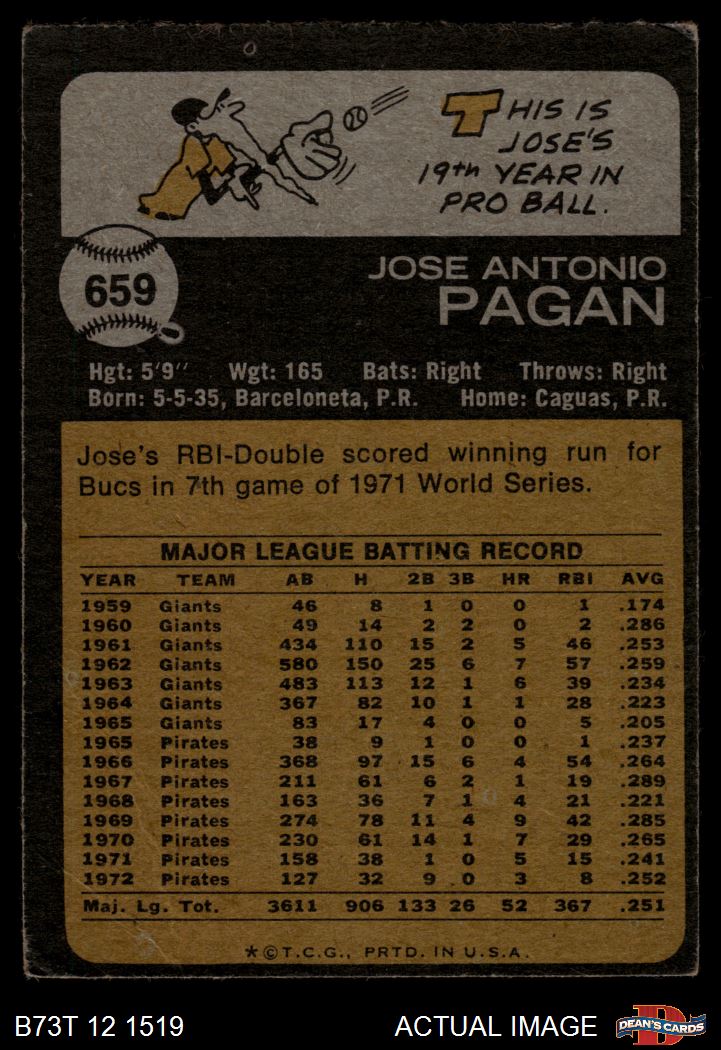 THIS IS
JOSE'S
19th YEAR IN
PRO BALL.
659
JOSE ANTONIO
PAGAN
Hgt: 5'9" Wgt: 165 Bats: Right Throws: Right
Born: 5-5-35, Barceloneta, P.R. Home: Caguas, P.R.
Jose's RBI-Double scored winning run for
Bucs in 7th game of 1971 World Series.
MAJOR LEAGUE BATTING RECORD
YEAR TEAM AB H 2B 3B HR RBI AVG
1959 Giants 46 8 1 0 0 1 .174
1960 Giants 49 14 2 2 0 2 .286
1961 Giants 434 110 15 2 5 46 .253
1962 Giants 580 150 25 6 7 57 .259
1963 Giants 483 113 12 1 6 39 .234
1964 Giants 367 82 10 1 1 28 .223
1965 Giants 83 17 4 0 0 5 .205
1965 Pirates 38 9 1 0 0 1 .237
1966 Pirates 368 97 15 6 4 54 .264
1967 Pirates 211 61 6 2 1 19 .289
1968 Pirates 163 36 7 1 4 21 .221
1969 Pirates 274 78 11 4 9 42 .285
1970 Pirates 230 61 14 1 7 29 .265
1971 Pirates 158 38 1 0 5 15 .241
1972 Pirates 127 32 9 0 3 8 .252
Maj. Lg. Tot. 3611 906 133 26 52 367 .251
*©T.C.G., PRTD. IN U.S.A.
B73T 12 1519 ACTUAL IMAGE
DEAN'S CARDS